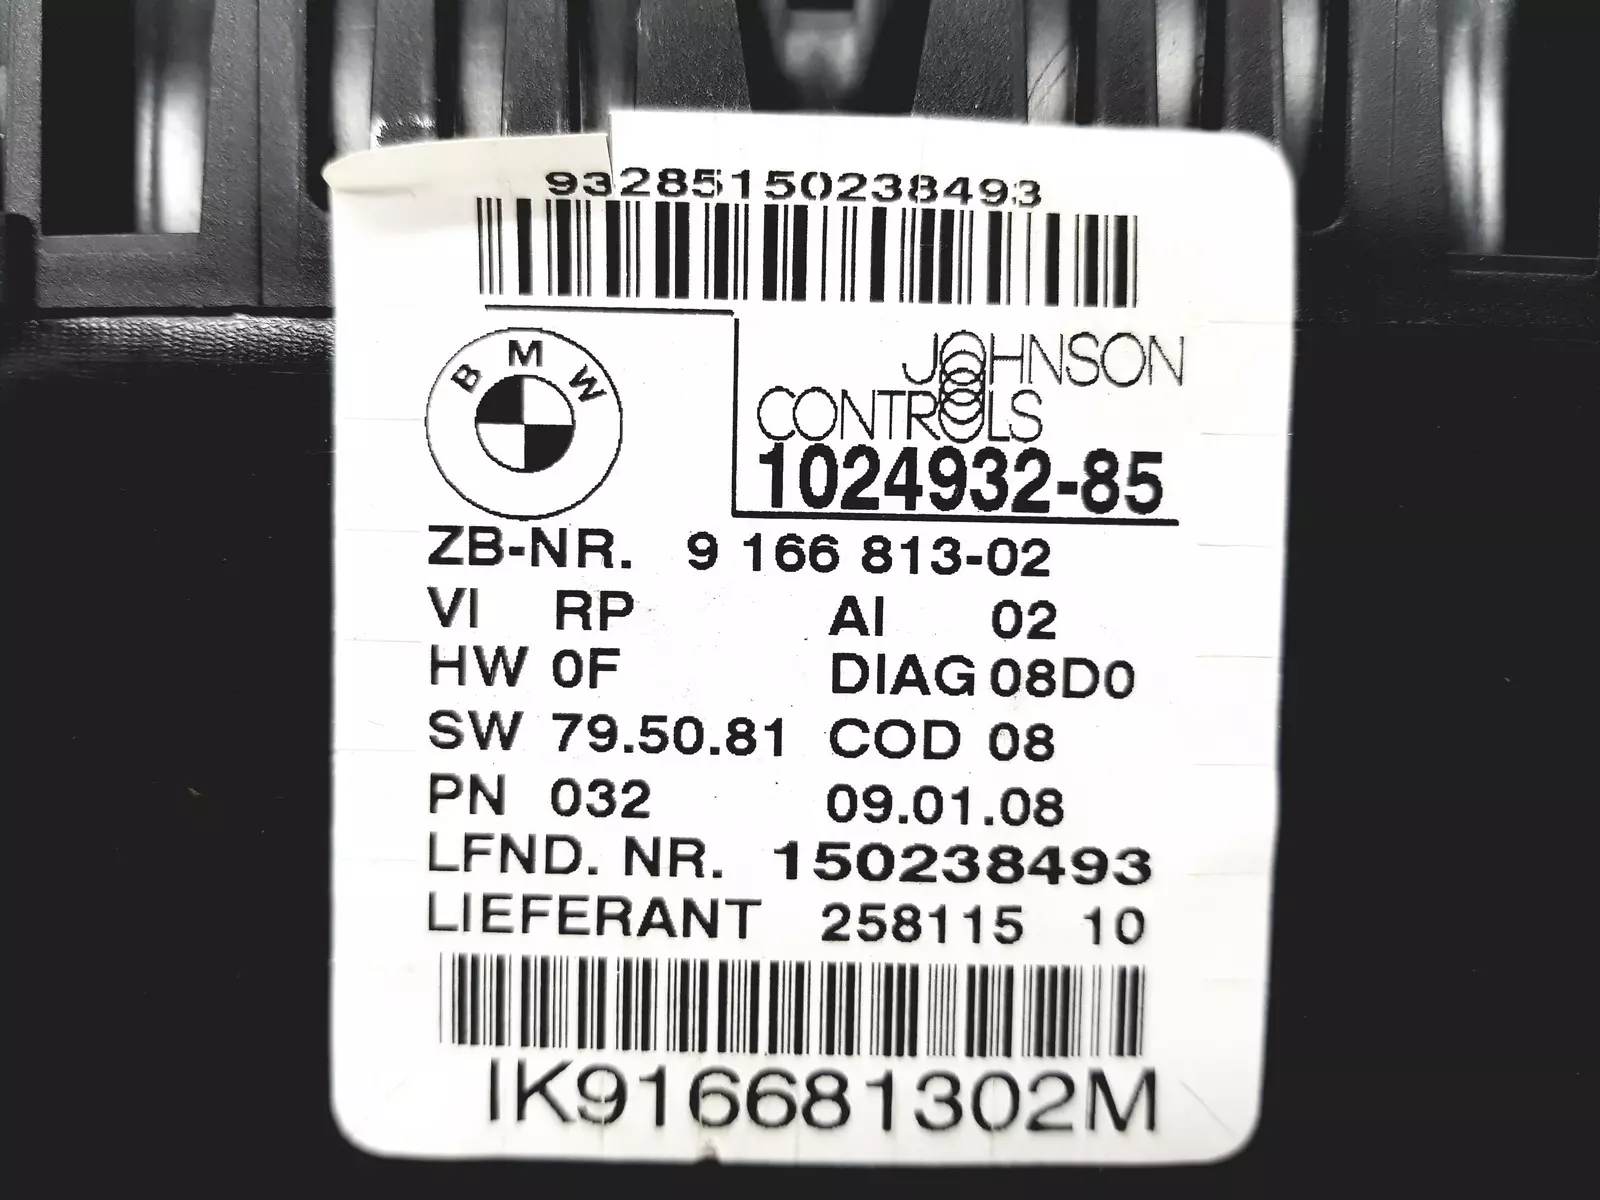 93285150238493
BMW
JOHNSON
CONTROLS
1024932-85
ZB-NR. 9 166 813-02
VI RP AI 02
HW 0F DIAG 08D0
SW 79.50.81 COD 08
PN 032 09.01.08
LFND. NR. 150238493
LIEFERANT 258115 10
IK916681302M